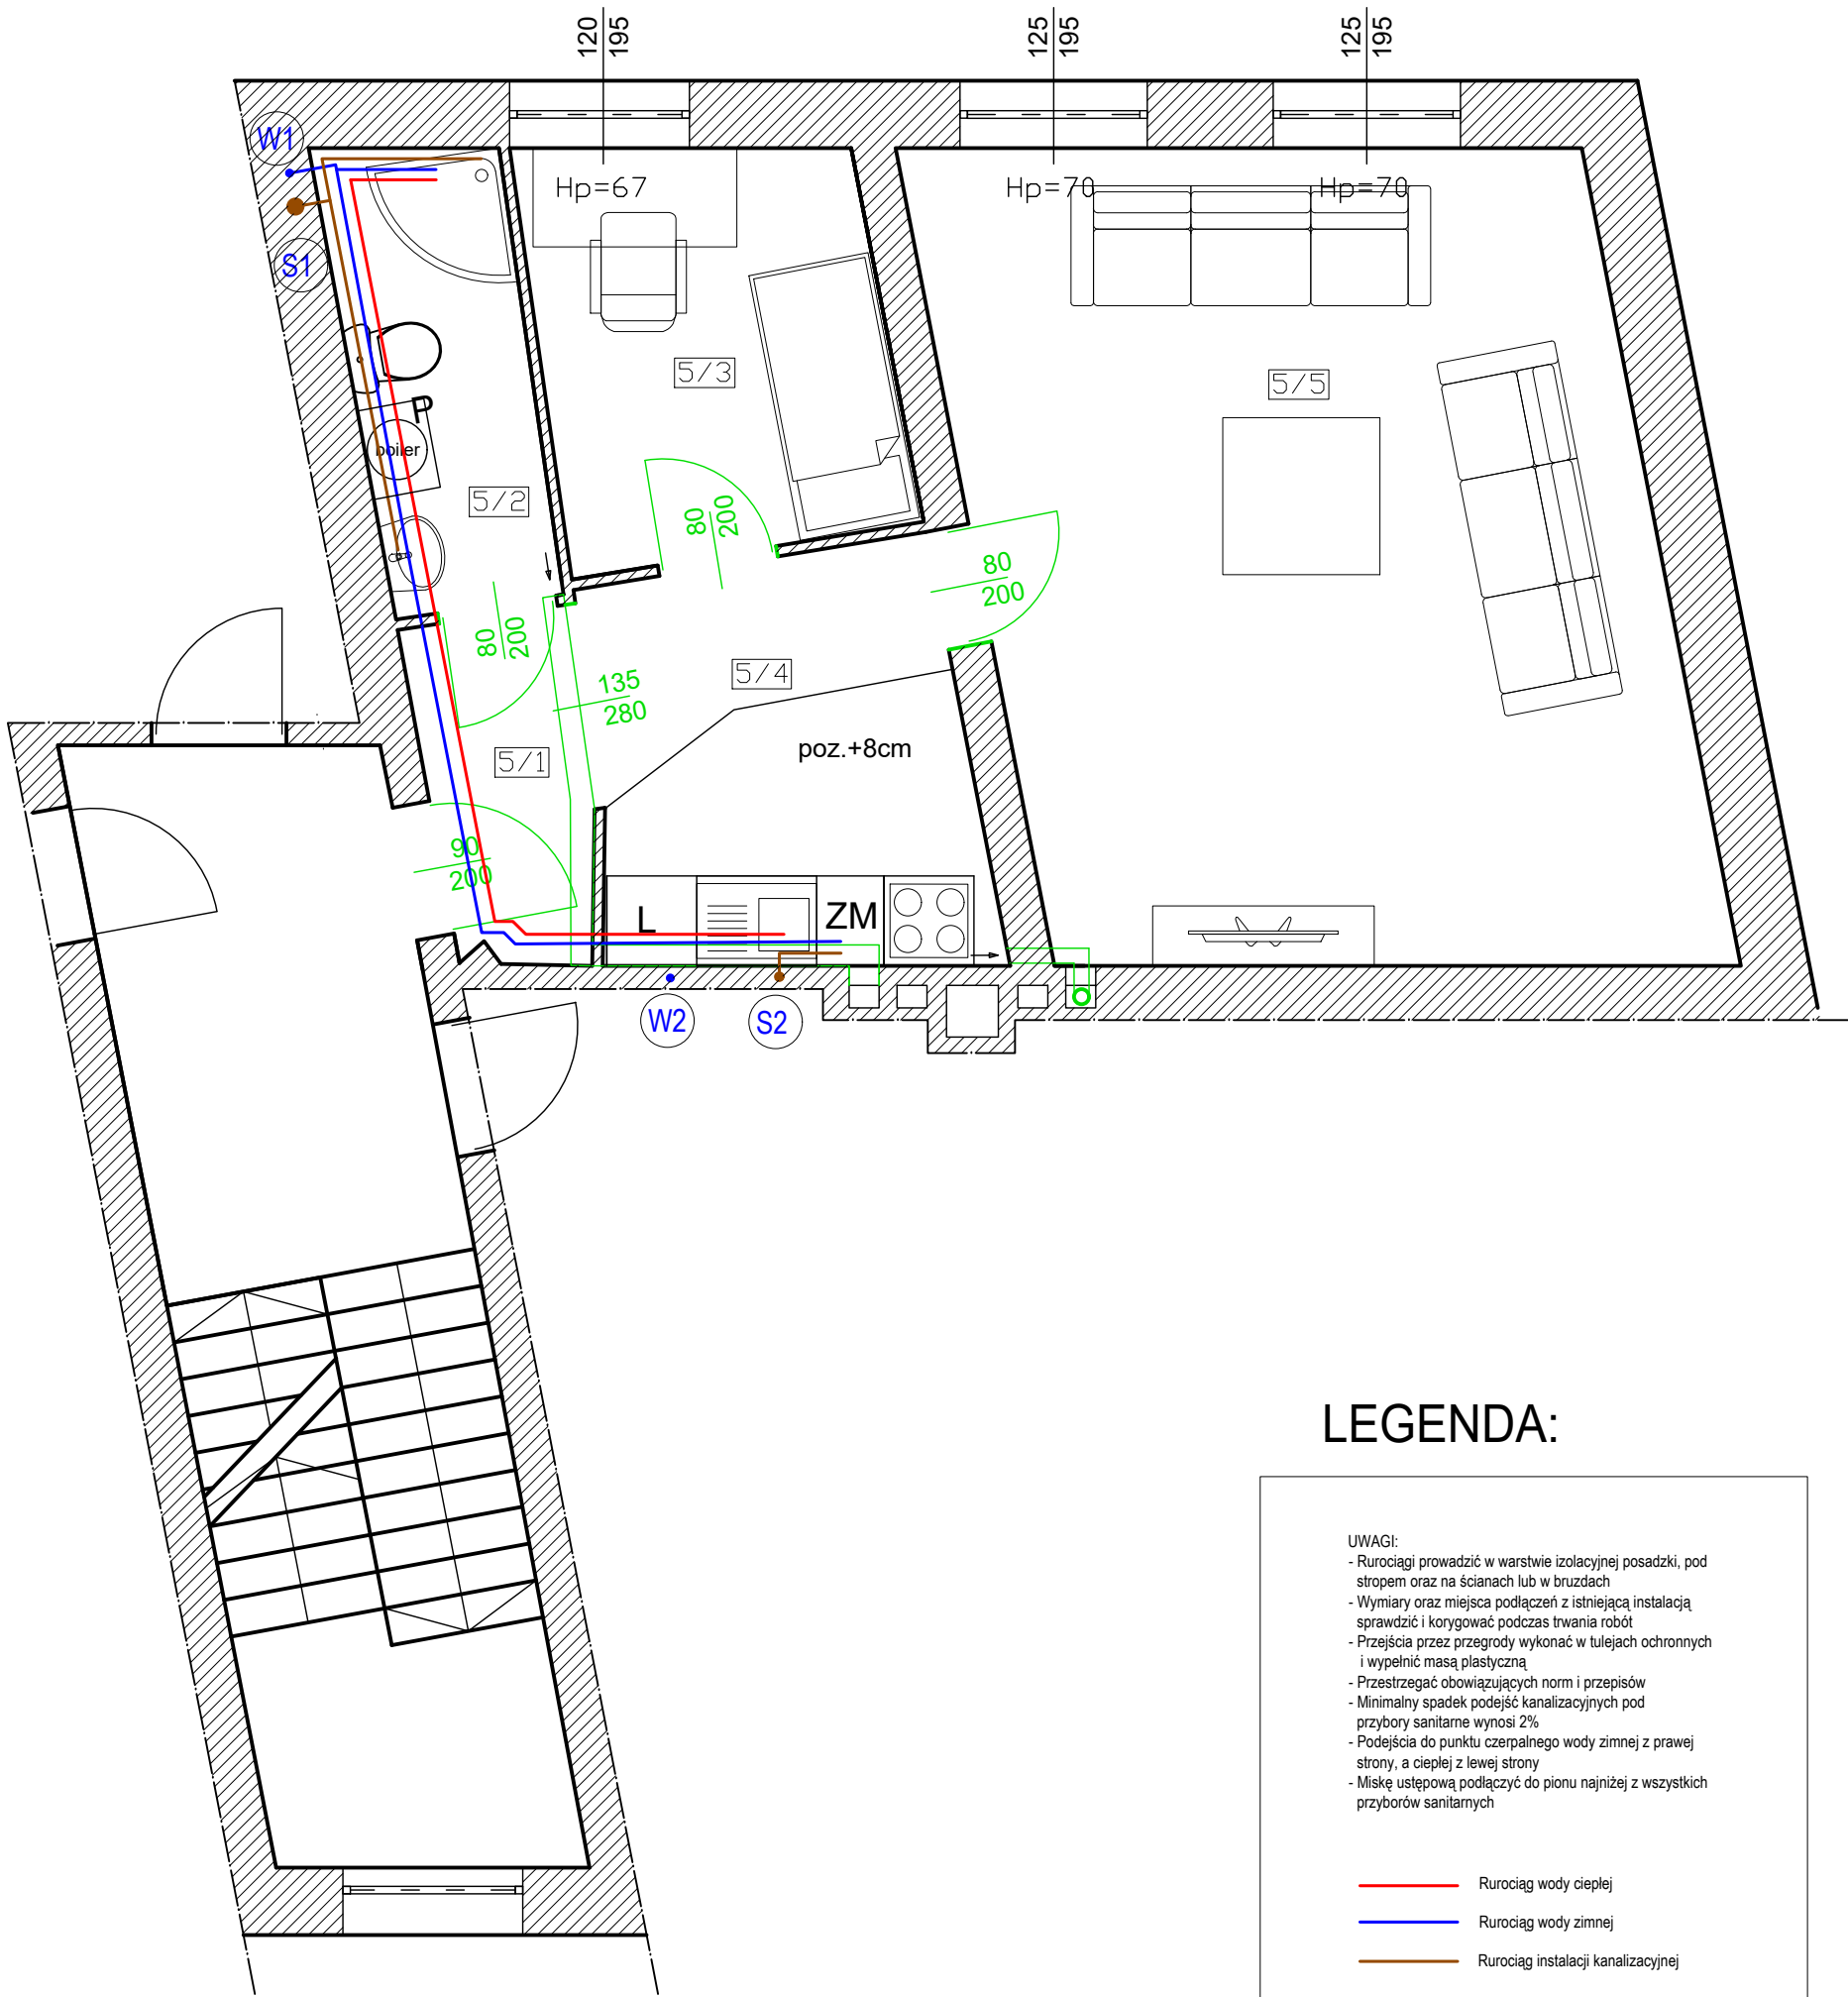 120
195
125
195
125
195
W1
S1
Hp=67
Hp=70
Hp=70
5/3
5/5
P
boiler
5/2
80
200
80
200
80
200
135
280
5/4
5/1
poz.+8cm
90
200
L
ZM
W2
S2
LEGENDA:
UWAGI:
- Rurociągi prowadzić w warstwie izolacyjnej posadzki, pod
stropem oraz na ścianach lub w bruzdach
- Wymiary oraz miejsca podłączeń z istniejącą instalacją
sprawdzić i korygować podczas trwania robót
- Przejścia przez przegrody wykonać w tulejach ochronnych
i wypełnić masą plastyczną
- Przestrzegać obowiązujących norm i przepisów
- Minimalny spadek podejść kanalizacyjnych pod
przybory sanitarne wynosi 2%
- Podejścia do punktu czerpalnego wody zimnej z prawej
strony, a ciepłej z lewej strony
- Miskę ustępową podłączyć do pionu najniżej z wszystkich
przyborów sanitarnych
Rurociąg wody ciepłej
Rurociąg wody zimnej
Rurociąg instalacji kanalizacyjnej